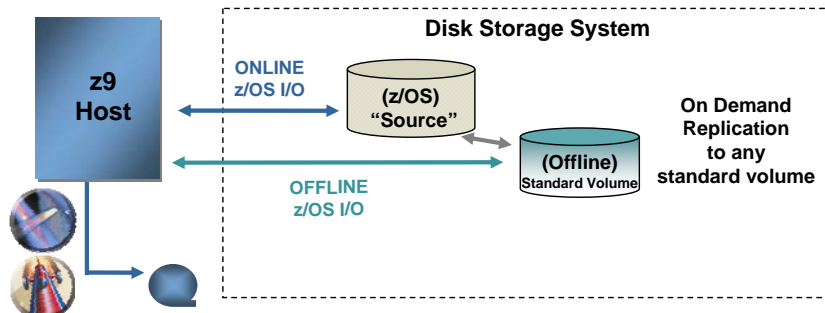 Disk Storage System
z9
Host
ONLINE
z/OS I/O
(z/OS)
“Source”
On Demand
Replication
to any
standard volume
(Offline)
Standard Volume
OFFLINE
z/OS I/O